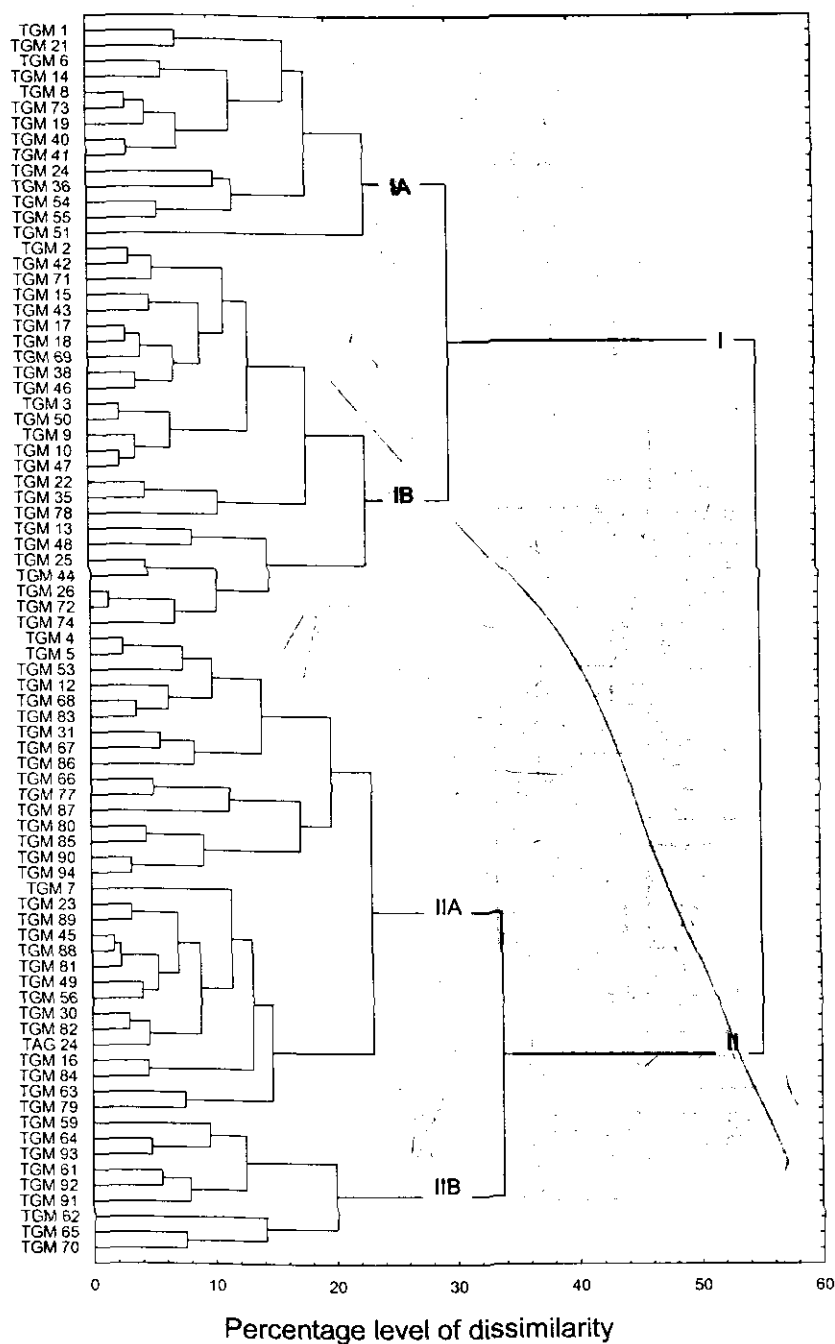 TGM 1
TGM 21
TGM 6
TGM 14
TGM 8
TGM 73
TGM 19
TGM 40
TGM 41
TGM 24
TGM 36
TGM 54
TGM 55
TGM 51
IA
TGM 2
TGM 42
TGM 71
TGM 15
TGM 43
TGM 17
TGM 18
TGM 69
TGM 38
TGM 46
I
TGM 3
TGM 50
TGM 9
TGM 10
TGM 47
TGM 22
TGM 35
TGM 78
IB
TGM 13
TGM 48
TGM 25
TGM 44
TGM 26
TGM 72
TGM 74
TGM 4
TGM 5
TGM 53
TGM 12
TGM 68
TGM 83
TGM 31
TGM 67
TGM 86
TGM 66
TGM 77
TGM 87
TGM 80
TGM 85
TGM 90
TGM 94
TGM 7
TGM 23
TGM 89
IIA
TGM 45
TGM 88
TGM 81
TGM 49
TGM 56
TGM 30
TGM 82
TAG 24
II
TGM 16
TGM 84
TGM 63
TGM 79
TGM 59
TGM 64
TGM 93
TGM 61
TGM 92
TGM 91
IIB
TGM 62
TGM 65
TGM 70
0 10 20 30 40 50 60
Percentage level of dissimilarity